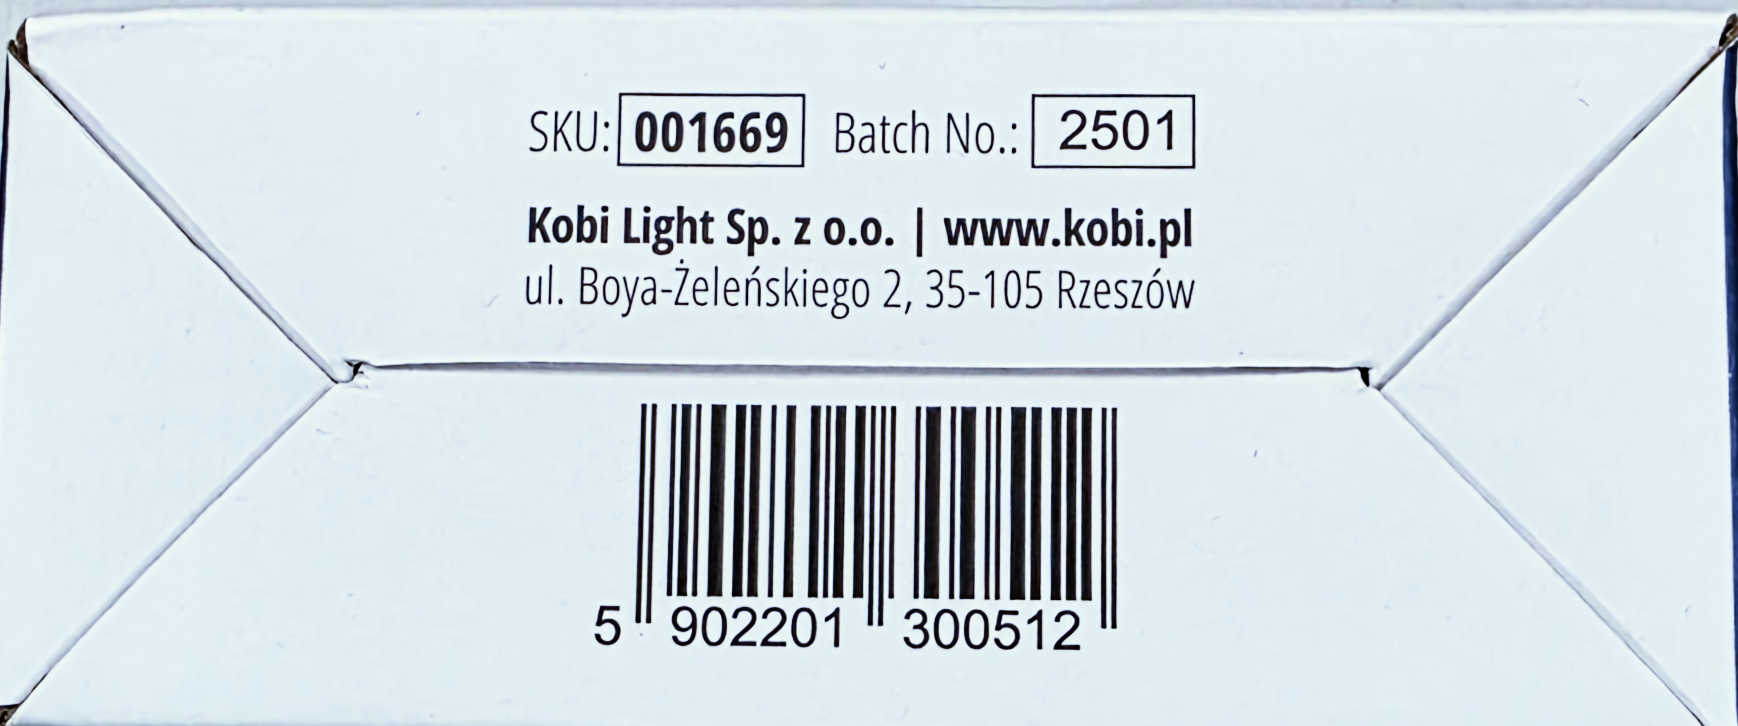 SKU: 001669 Batch No.: 2501
Kobi Light Sp. z o.o. | www.kobi.pl
ul. Boya-Żeleńskiego 2, 35-105 Rzeszów
5 902201 300512